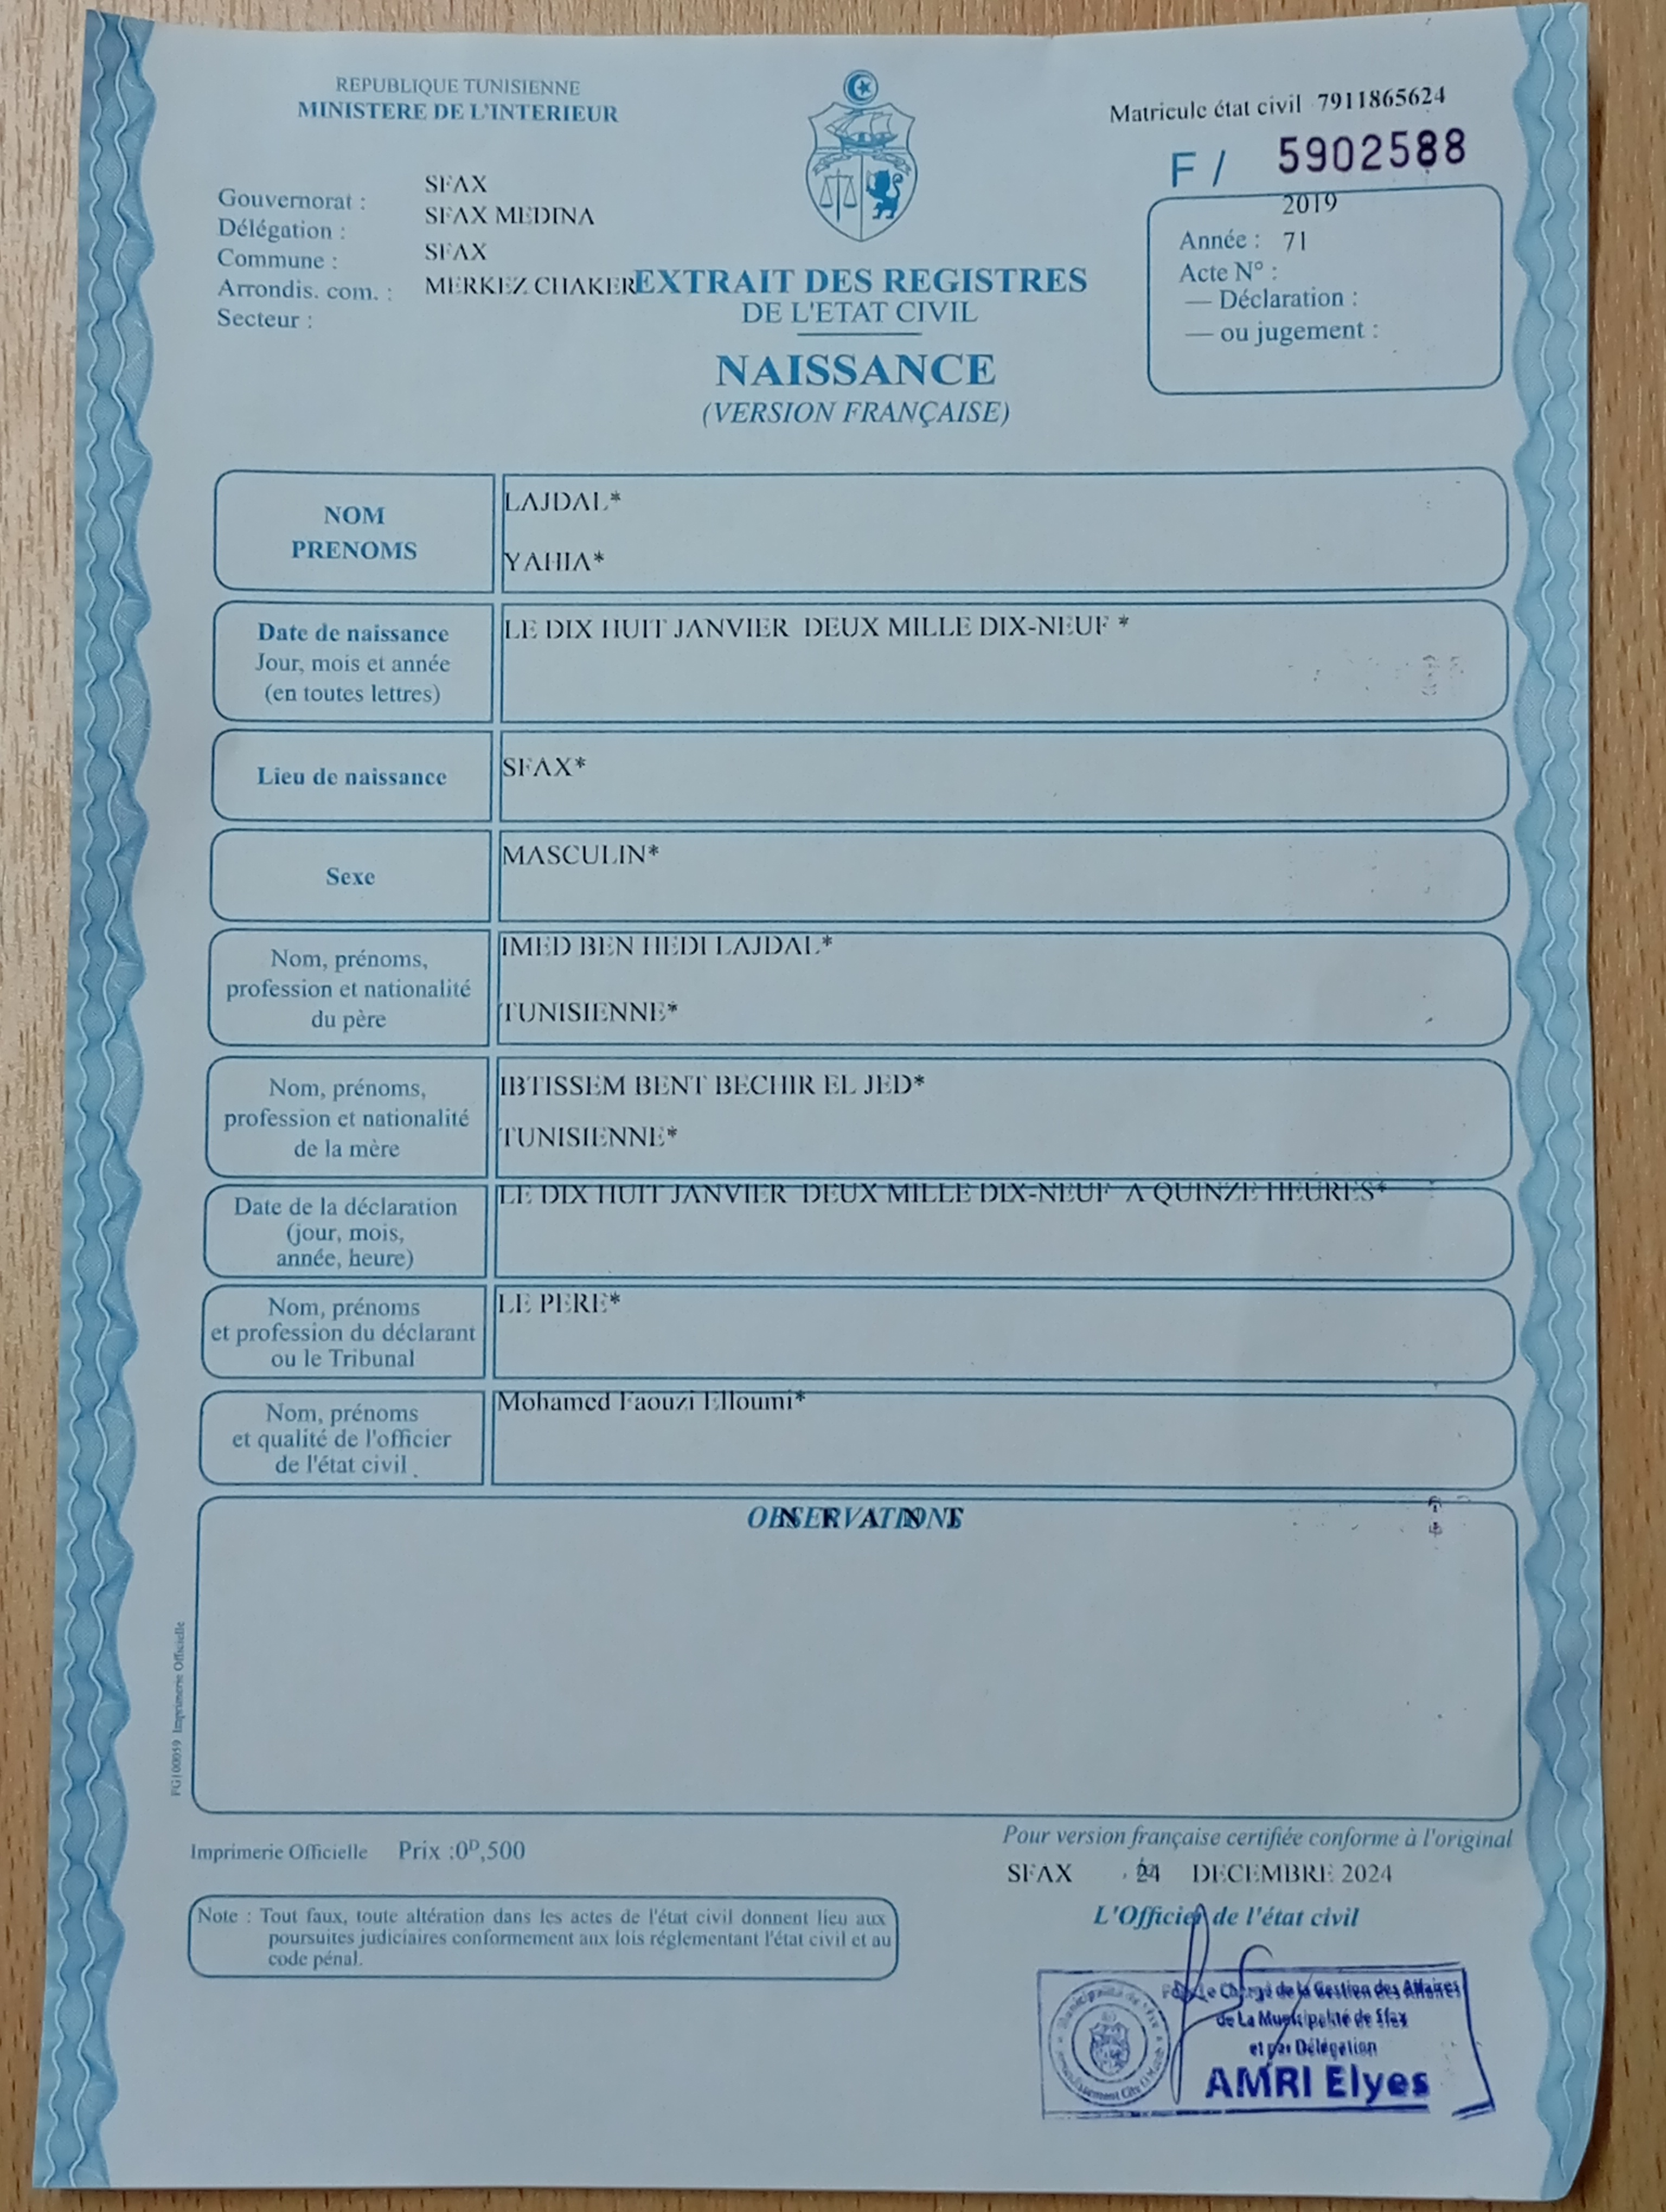 REPUBLIQUE TUNISIENNE
MINISTERE DE L'INTERIEUR
Matricule état civil 7911865624
F / 5902588
Gouvernorat : SFAX
Délégation : SFAX MEDINA
Commune : SFAX
Arrondis. com. : MERKEZ CHAKER
Secteur :
2019
Année : 71
Acte N° :
— Déclaration :
— ou jugement :
EXTRAIT DES REGISTRES
DE L'ETAT CIVIL
NAISSANCE
(VERSION FRANÇAISE)
NOM
PRENOMS
LAJDAL*
YAHIA*
Date de naissance
Jour, mois et année
(en toutes lettres)
LE DIX HUIT JANVIER DEUX MILLE DIX-NEUF *
Lieu de naissance
SFAX*
Sexe
MASCULIN*
Nom, prénoms,
profession et nationalité
du père
IMED BEN HEDI LAJDAL*
TUNISIENNE*
Nom, prénoms,
profession et nationalité
de la mère
IBTISSEM BENT BECHIR EL JED*
TUNISIENNE*
Date de la déclaration
(jour, mois,
année, heure)
LE DIX HUIT JANVIER DEUX MILLE DIX-NEUF A QUINZE HEURES*
Nom, prénoms
et profession du déclarant
ou le Tribunal
LE PERE*
Nom, prénoms
et qualité de l'officier
de l'état civil
Mohamed Faouzi Elloumi*
OBSERVATIONS
FG100059 Imprimerie Officielle
Imprimerie Officielle Prix :0ᴰ,500
Pour version française certifiée conforme à l'original
SFAX , 24 DECEMBRE 2024
L'Officier de l'état civil
Note : Tout faux, toute altération dans les actes de l'état civil donnent lieu aux
poursuites judiciaires conformement aux lois réglementant l'état civil et au
code pénal.
Chargé de la Gestion des Affaires
de La Municipalité de Sfax
et par Délégation
AMRI Elyes